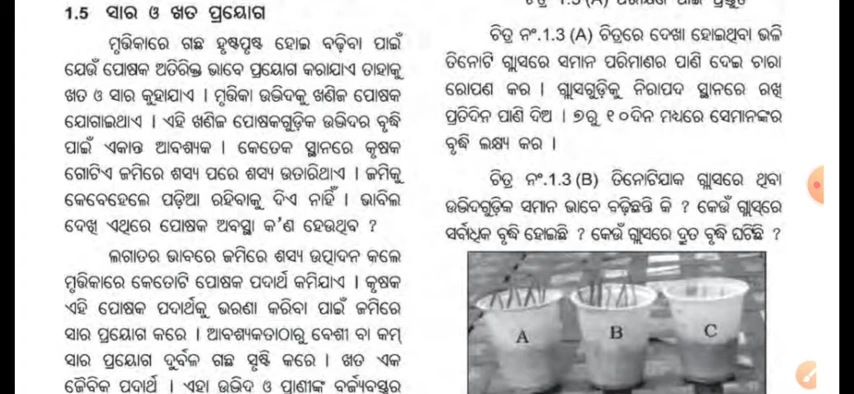 1.5 ସାର ଓ ଖତ ପ୍ରୟୋଗ
ମୃତ୍ତିକାରେ ଗଛ ହୃଷ୍ଟପୃଷ୍ଟ ହୋଇ ବଢ଼ିବା ପାଇଁ
ଯେଉଁ ପୋଷକ ଅତିରିକ୍ତ ଭାବେ ପ୍ରୟୋଗ କରାଯାଏ ତାହାକୁ
ଖତ ଓ ସାର କୁହାଯାଏ । ମୃତ୍ତିକା ଉଦ୍ଭିଦକୁ ଖଣିଜ ପୋଷକ
ଯୋଗାଇଥାଏ । ଏହି ଖଣିଜ ପୋଷକଗୁଡ଼ିକ ଉଦ୍ଭିଦର ବୃଦ୍ଧି
ପାଇଁ ଏକାନ୍ତ ଆବଶ୍ୟକ । କେତେକ ସ୍ଥାନରେ କୃଷକ
ଗୋଟିଏ ଜମିରେ ଶସ୍ୟ ପରେ ଶସ୍ୟ ଉତାରିଥାଏ । ଜମିକୁ
କେବେହେଲେ ପଡ଼ିଆ ରହିବାକୁ ଦିଏ ନାହିଁ । ଭାବିଲ
ଦେଖି ଏଥିରେ ପୋଷକ ଅବସ୍ଥା କ'ଣ ହେଉଥିବ ?
ଲଗାତର ଭାବରେ ଜମିରେ ଶସ୍ୟ ଉତ୍ପାଦନ କଲେ
ମୃତ୍ତିକାରେ କେତୋଟି ପୋଷକ ପଦାର୍ଥ କମିଯାଏ । କୃଷକ
ଏହି ପୋଷକ ପଦାର୍ଥକୁ ଭରଣା କରିବା ପାଇଁ ଜମିରେ
ସାର ପ୍ରୟୋଗ କରେ । ଆବଶ୍ୟକତାଠାରୁ ବେଶୀ ବା କମ୍
ସାର ପ୍ରୟୋଗ ଦୁର୍ବଳ ଗଛ ସୃଷ୍ଟି କରେ । ଖତ ଏକ
ଜୈବିକ ପଦାର୍ଥ । ଏହା ଉଦ୍ଭିଦ ଓ ପ୍ରାଣୀଙ୍କ ବର୍ଜ୍ୟବସ୍ତୁର
ଚିତ୍ର ନଂ.1.3 (A) ଚିତ୍ରରେ ଦେଖା ହୋଇଥିବା ଭଳି
ତିନୋଟି ଗ୍ଲାସରେ ସମାନ ପରିମାଣର ପାଣି ଦେଇ ଚାରା
ରୋପଣ କର । ଗ୍ଲାସଗୁଡ଼ିକୁ ନିରାପଦ ସ୍ଥାନରେ ରଖି
ପ୍ରତିଦିନ ପାଣି ଦିଅ । ୭ରୁ ୧୦ଦିନ ମଧ୍ୟରେ ସେମାନଙ୍କର
ବୃଦ୍ଧି ଲକ୍ଷ୍ୟ କର ।
ଚିତ୍ର ନଂ.1.3 (B) ତିନୋଟିଯାକ ଗ୍ଲାସରେ ଥିବା
ଉଦ୍ଭିଦଗୁଡ଼ିକ ସମାନ ଭାବେ ବଢ଼ିଛନ୍ତି କି ? କେଉଁ ଗ୍ଲାସ୍‌ରେ
ସର୍ବାଧିକ ବୃଦ୍ଧି ହୋଇଛି ? କେଉଁ ଗ୍ଲାସରେ ଦ୍ରୁତ ବୃଦ୍ଧି ଘଟିଛି ?
A B C